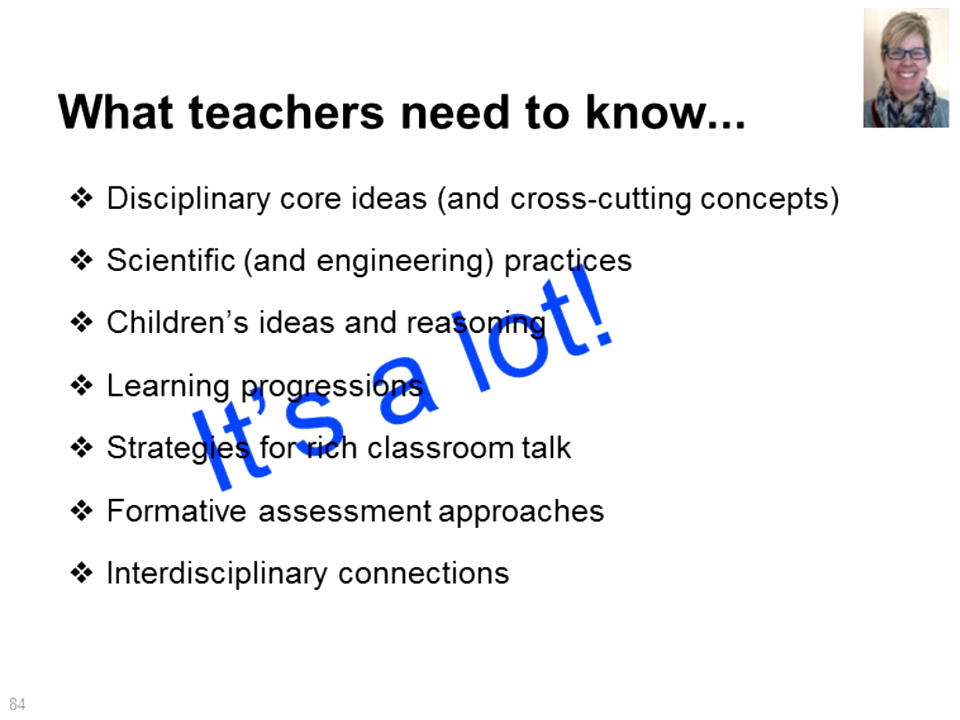 What teachers need to know...
❖ Disciplinary core ideas (and cross-cutting concepts)
❖ Scientific (and engineering) practices
❖ Children’s ideas and reasoning
❖ Learning progressions
❖ Strategies for rich classroom talk
❖ Formative assessment approaches
❖ Interdisciplinary connections
It’s a lot!
84